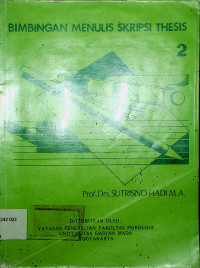 BIMBINGAN MENULIS SKRIPSI THESIS
2
Prof. Drs. SUTRISNO HADI M.A.
DITERBITKAN OLEH
YAYASAN PENERBITAN FAKULTAS PSIKOLOGI
UNIVERSITAS GADJAH MADA
YOGYAKARTA